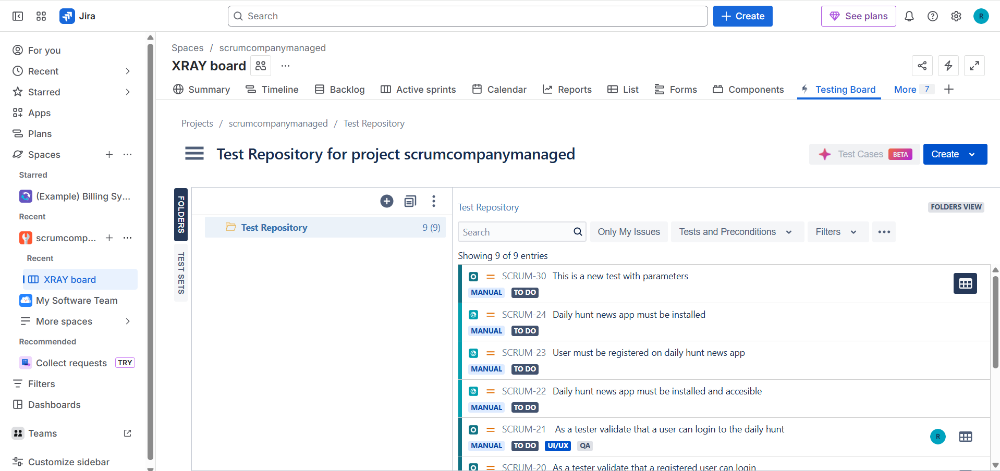 Jira
Search
Create
See plans
R
For you
Recent
Starred
Apps
Plans
Spaces
Starred
(Example) Billing Sy...
Recent
scrumcomp...
Recent
XRAY board
My Software Team
More spaces
Recommended
Collect requests TRY
Filters
Dashboards
Teams
Customize sidebar
Spaces / scrumcompanymanaged
XRAY board
Summary Timeline Backlog Active sprints Calendar Reports List Forms Components Testing Board More 7
Projects / scrumcompanymanaged / Test Repository
Test Repository for project scrumcompanymanaged
Test Cases BETA
Create
FOLDERS
TEST SETS
Test Repository 9 (9)
Test Repository
FOLDERS VIEW
Search
Only My Issues
Tests and Preconditions
Filters
Showing 9 of 9 entries
SCRUM-30 This is a new test with parameters
MANUAL TO DO
SCRUM-24 Daily hunt news app must be installed
MANUAL TO DO
SCRUM-23 User must be registered on daily hunt news app
MANUAL TO DO
SCRUM-22 Daily hunt news app must be installed and accesible
MANUAL TO DO
SCRUM-21 As a tester validate that a user can login to the daily hunt
MANUAL TO DO UI/UX QA
R
SCRUM-20 As a tester validate that a registered user can login